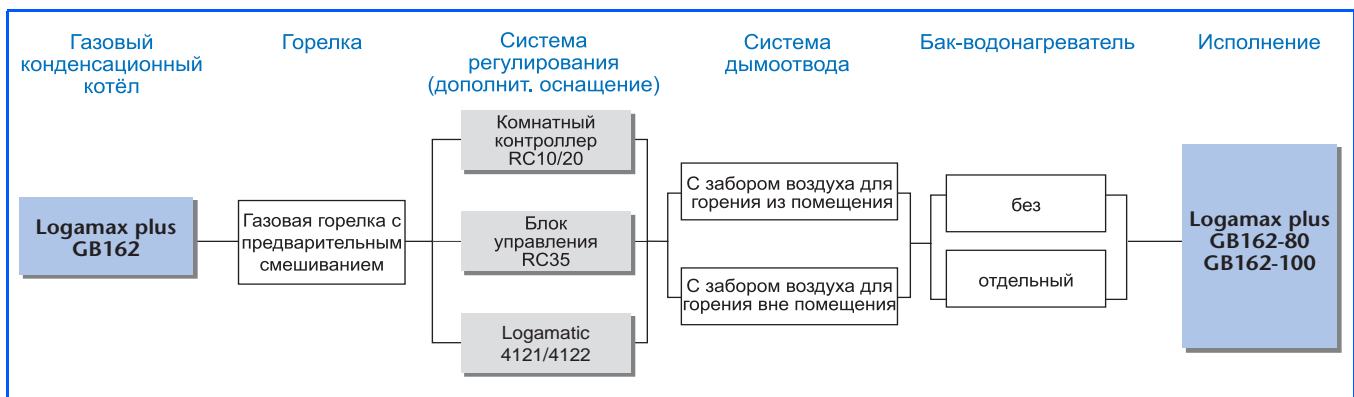 Газовый
конденсационный
котёл
Горелка
Система
регулирования
(дополнит. оснащение)
Система
дымоотвода
Бак-водонагреватель
Исполнение
Logamax plus
GB162
Газовая горелка с
предварительным
смешиванием
Комнатный
контроллер
RC10/20
Блок
управления
RC35
Logamatic
4121/4122
С забором воздуха для
горения из помещения
С забором воздуха для
горения вне помещения
без
отдельный
Logamax plus
GB162-80
GB162-100